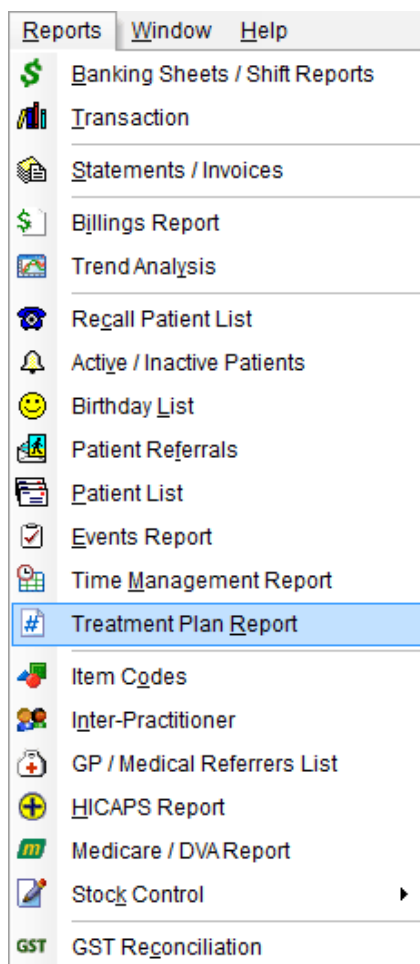 Reports Window Help
$ Banking Sheets / Shift Reports
Transaction
Statements / Invoices
$ Billings Report
Trend Analysis
Recall Patient List
Active / Inactive Patients
Birthday List
Patient Referrals
Patient List
Events Report
Time Management Report
# Treatment Plan Report
Item Codes
Inter-Practitioner
GP / Medical Referrers List
HICAPS Report
m Medicare / DVA Report
Stock Control
GST GST Reconciliation